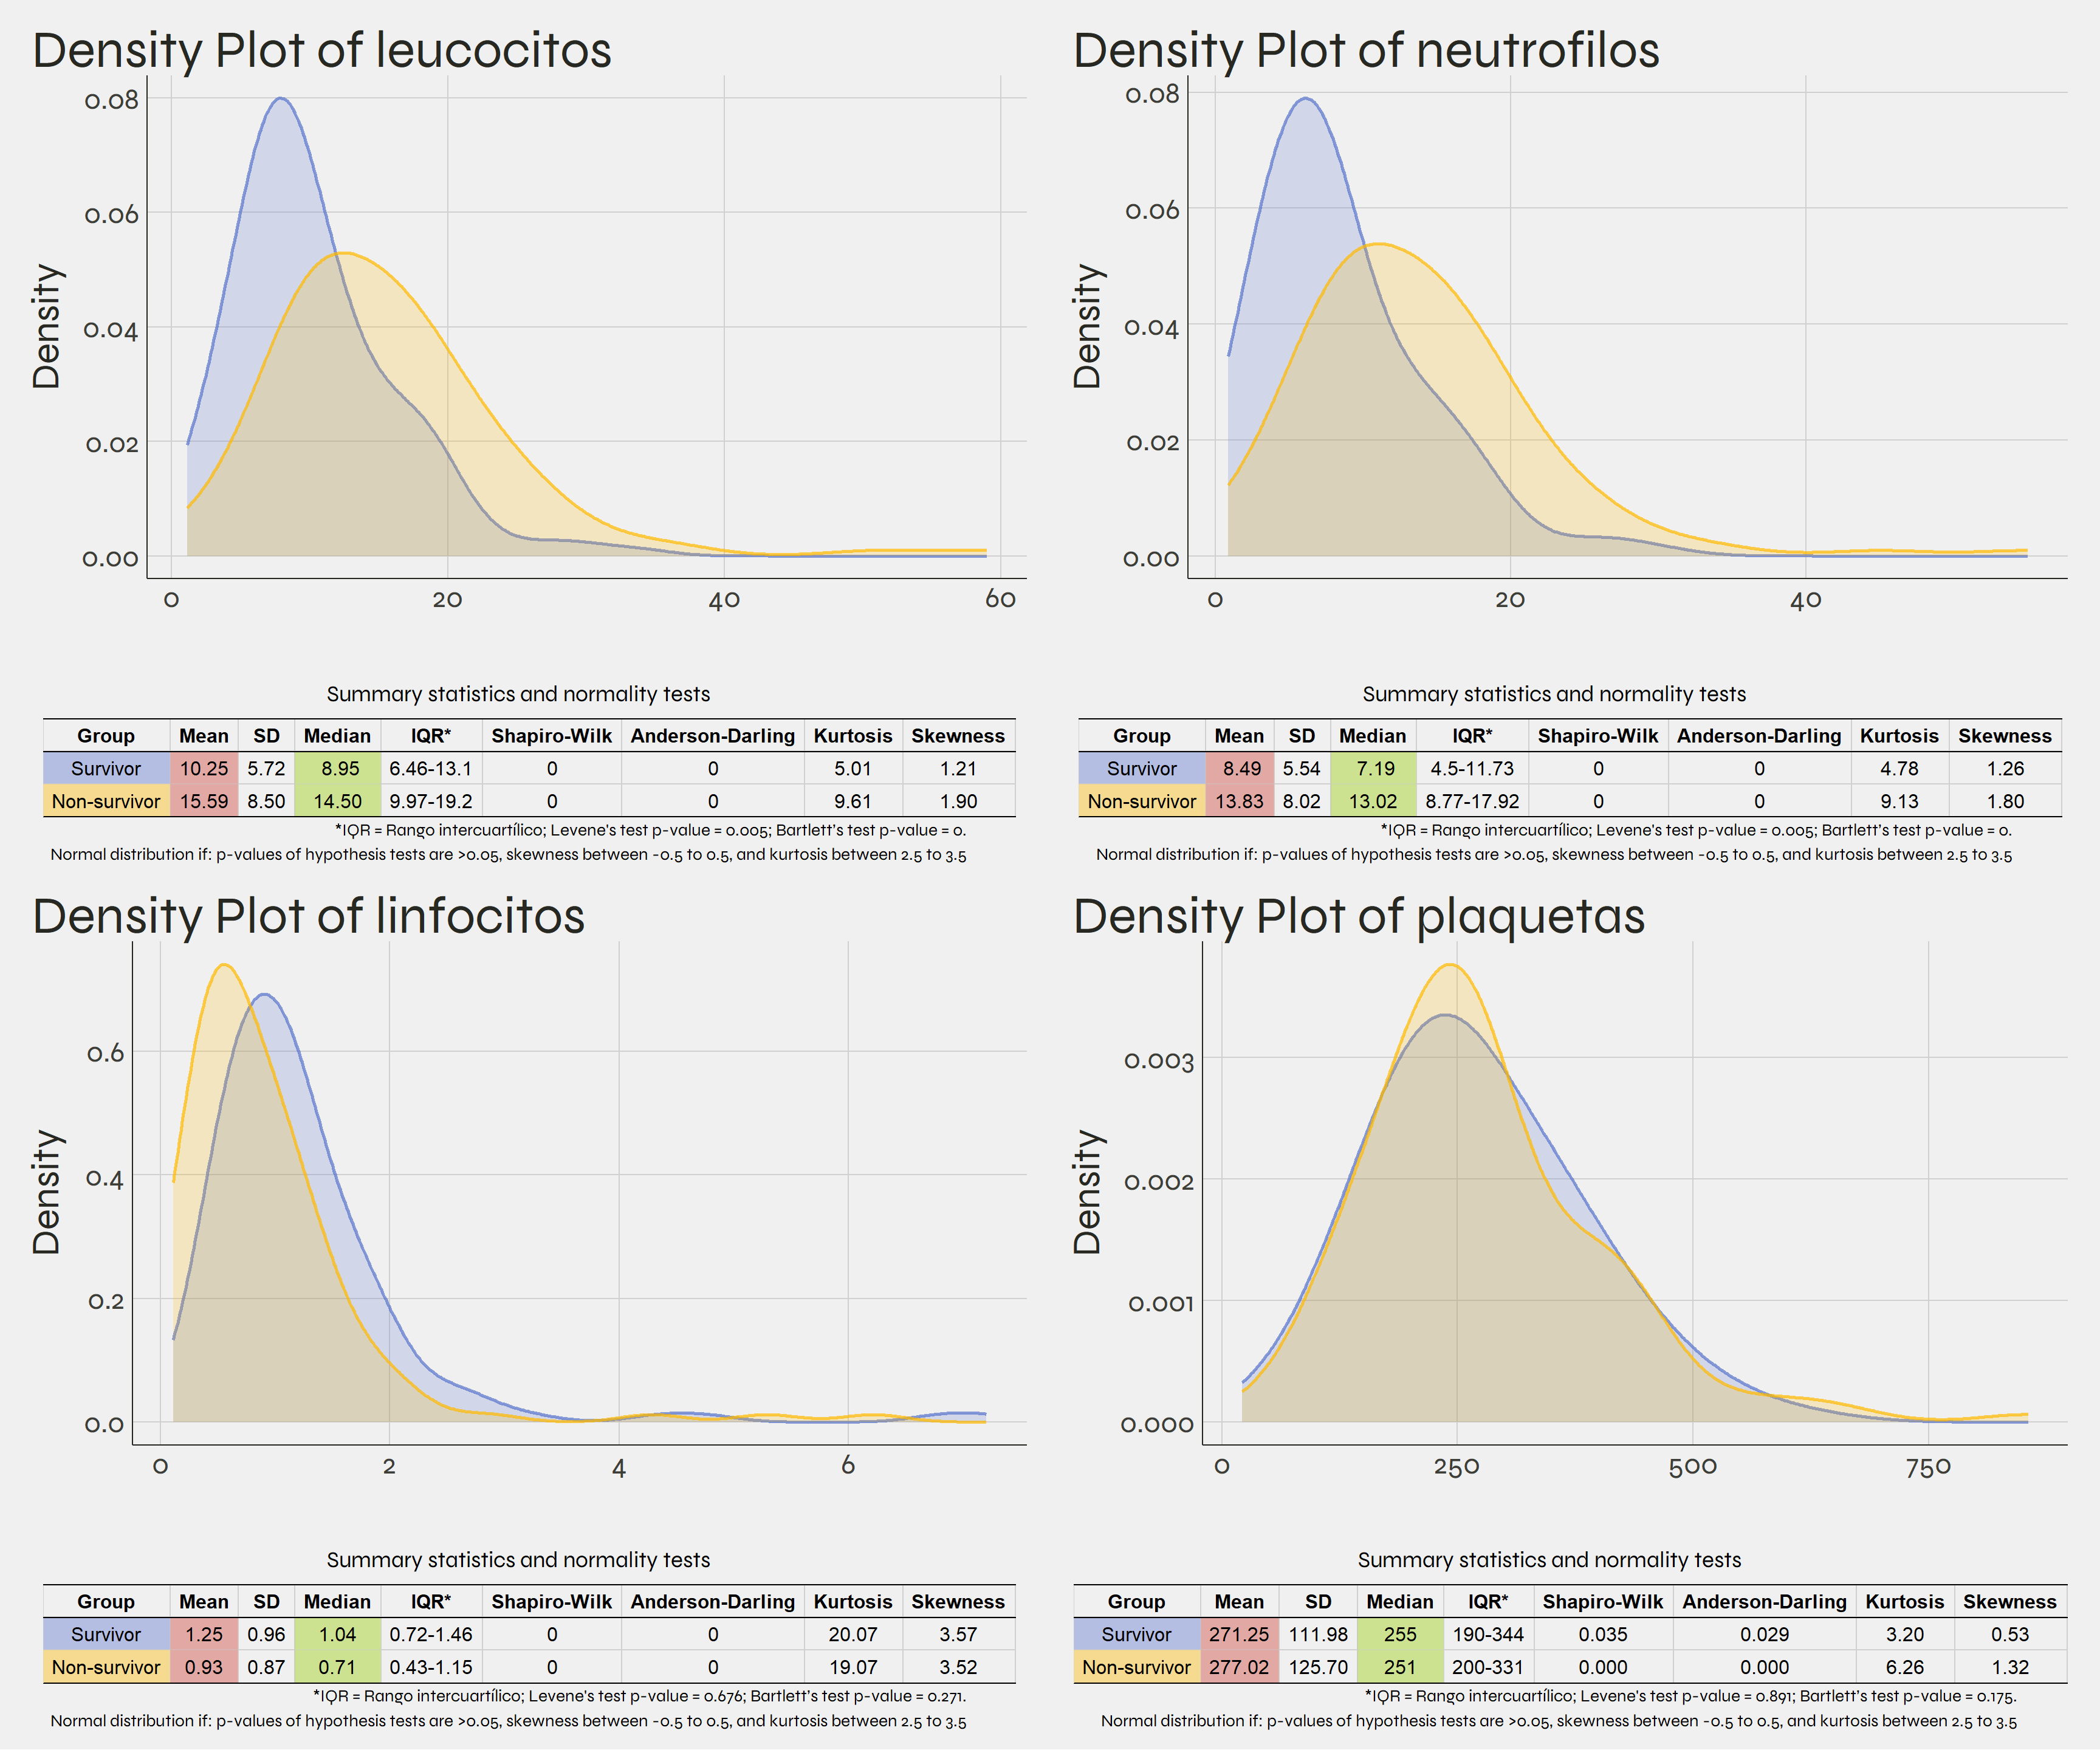 Density Plot of leucocitos
0.08
0.06
0.04
0.02
0.00
Density
0 20 40 60
Summary statistics and normality tests
Group Mean SD Median IQR* Shapiro-Wilk Anderson-Darling Kurtosis Skewness
Survivor 10.25 5.72 8.95 6.46-13.1 0 0 5.01 1.21
Non-survivor 15.59 8.50 14.50 9.97-19.2 0 0 9.61 1.90
*IQR = Rango intercuartílico; Levene's test p-value = 0.005; Bartlett's test p-value = 0.
Normal distribution if: p-values of hypothesis tests are >0.05, skewness between -0.5 to 0.5, and kurtosis between 2.5 to 3.5
Density Plot of neutrofilos
0.08
0.06
0.04
0.02
0.00
Density
0 20 40
Summary statistics and normality tests
Group Mean SD Median IQR* Shapiro-Wilk Anderson-Darling Kurtosis Skewness
Survivor 8.49 5.54 7.19 4.5-11.73 0 0 4.78 1.26
Non-survivor 13.83 8.02 13.02 8.77-17.92 0 0 9.13 1.80
*IQR = Rango intercuartílico; Levene's test p-value = 0.005; Bartlett's test p-value = 0.
Normal distribution if: p-values of hypothesis tests are >0.05, skewness between -0.5 to 0.5, and kurtosis between 2.5 to 3.5
Density Plot of linfocitos
0.6
0.4
0.2
0.0
Density
0 2 4 6
Summary statistics and normality tests
Group Mean SD Median IQR* Shapiro-Wilk Anderson-Darling Kurtosis Skewness
Survivor 1.25 0.96 1.04 0.72-1.46 0 0 20.07 3.57
Non-survivor 0.93 0.87 0.71 0.43-1.15 0 0 19.07 3.52
*IQR = Rango intercuartílico; Levene's test p-value = 0.676; Bartlett's test p-value = 0.271.
Normal distribution if: p-values of hypothesis tests are >0.05, skewness between -0.5 to 0.5, and kurtosis between 2.5 to 3.5
Density Plot of plaquetas
0.003
0.002
0.001
0.000
Density
0 250 500 750
Summary statistics and normality tests
Group Mean SD Median IQR* Shapiro-Wilk Anderson-Darling Kurtosis Skewness
Survivor 271.25 111.98 255 190-344 0.035 0.029 3.20 0.53
Non-survivor 277.02 125.70 251 200-331 0.000 0.000 6.26 1.32
*IQR = Rango intercuartílico; Levene's test p-value = 0.891; Bartlett's test p-value = 0.175.
Normal distribution if: p-values of hypothesis tests are >0.05, skewness between -0.5 to 0.5, and kurtosis between 2.5 to 3.5